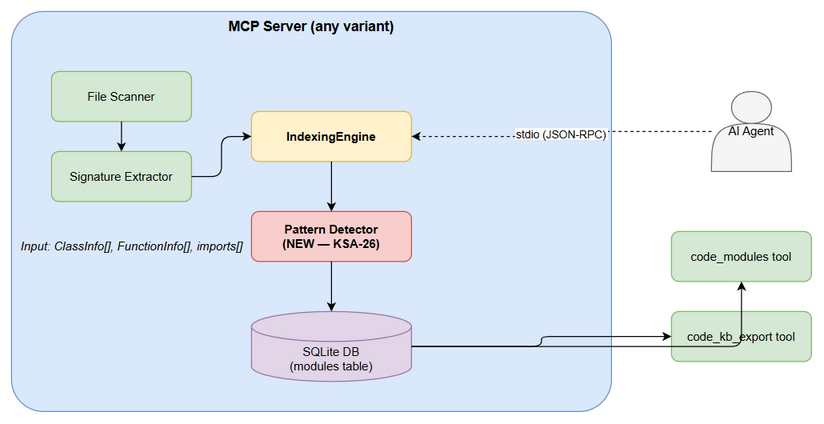 MCP Server (any variant)
File Scanner
Signature Extractor
IndexingEngine
stdio (JSON-RPC)
AI Agent
Pattern Detector
(NEW — KSA-26)
Input: ClassInfo[], FunctionInfo[], imports[]
code_modules tool
SQLite DB
(modules table)
code_kb_export tool